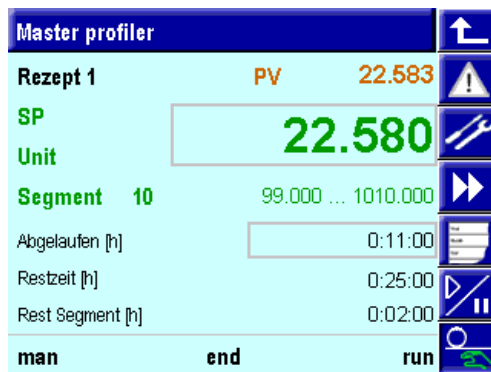 Master profiler
Rezept 1 PV 22.583
SP 22.580
Unit
Segment 10 99.000 ... 1010.000
Abgelaufen [h] 0:11:00
Restzeit [h] 0:25:00
Rest Segment [h] 0:02:00
man end run